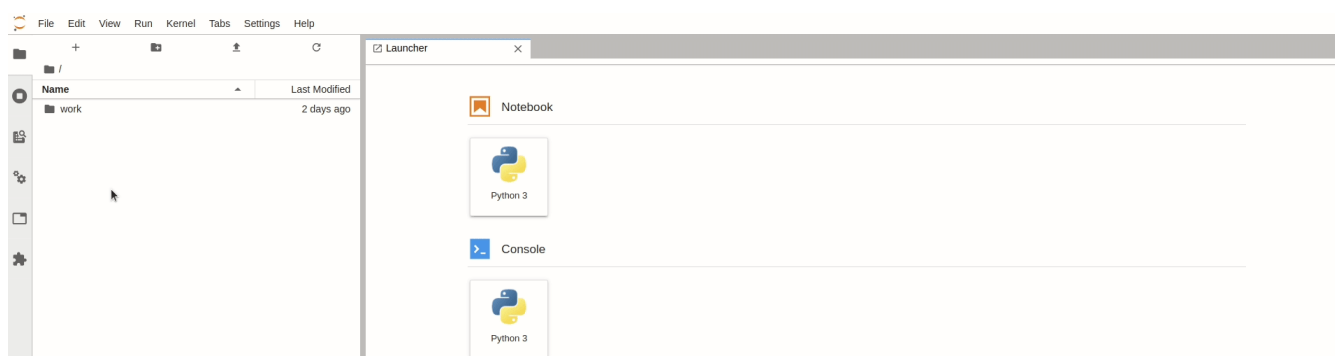 File Edit View Run Kernel Tabs Settings Help
Launcher
/
Name Last Modified
work 2 days ago
Notebook
Python 3
Console
Python 3